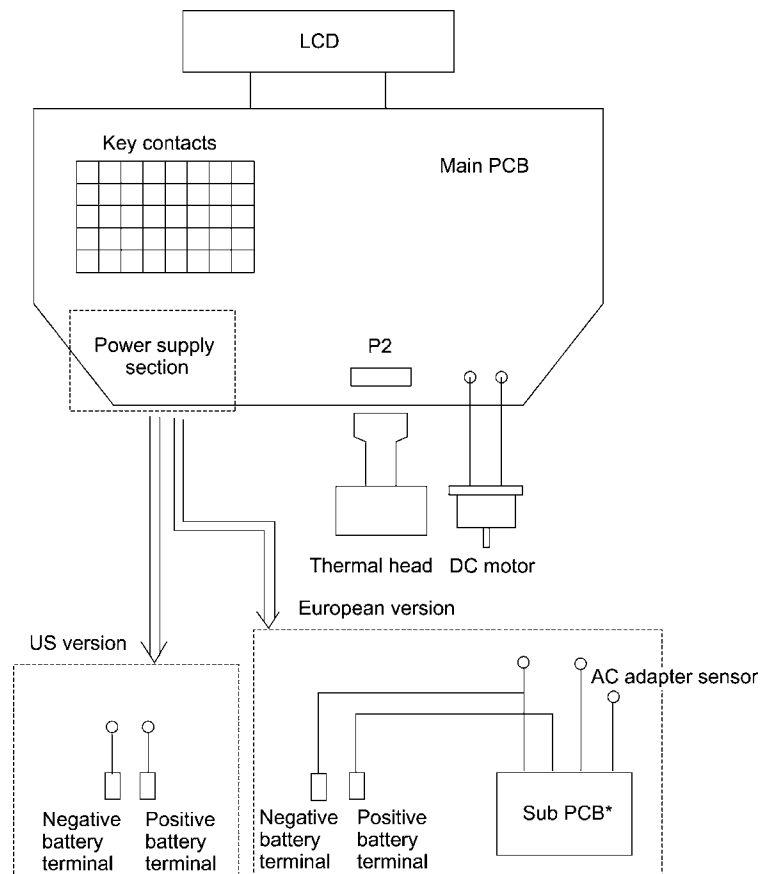 LCD
Key contacts
Main PCB
Power supply
section
P2
Thermal head
DC motor
European version
US version
AC adapter sensor
Negative
battery
terminal
Positive
battery
terminal
Negative
battery
terminal
Positive
battery
terminal
Sub PCB*